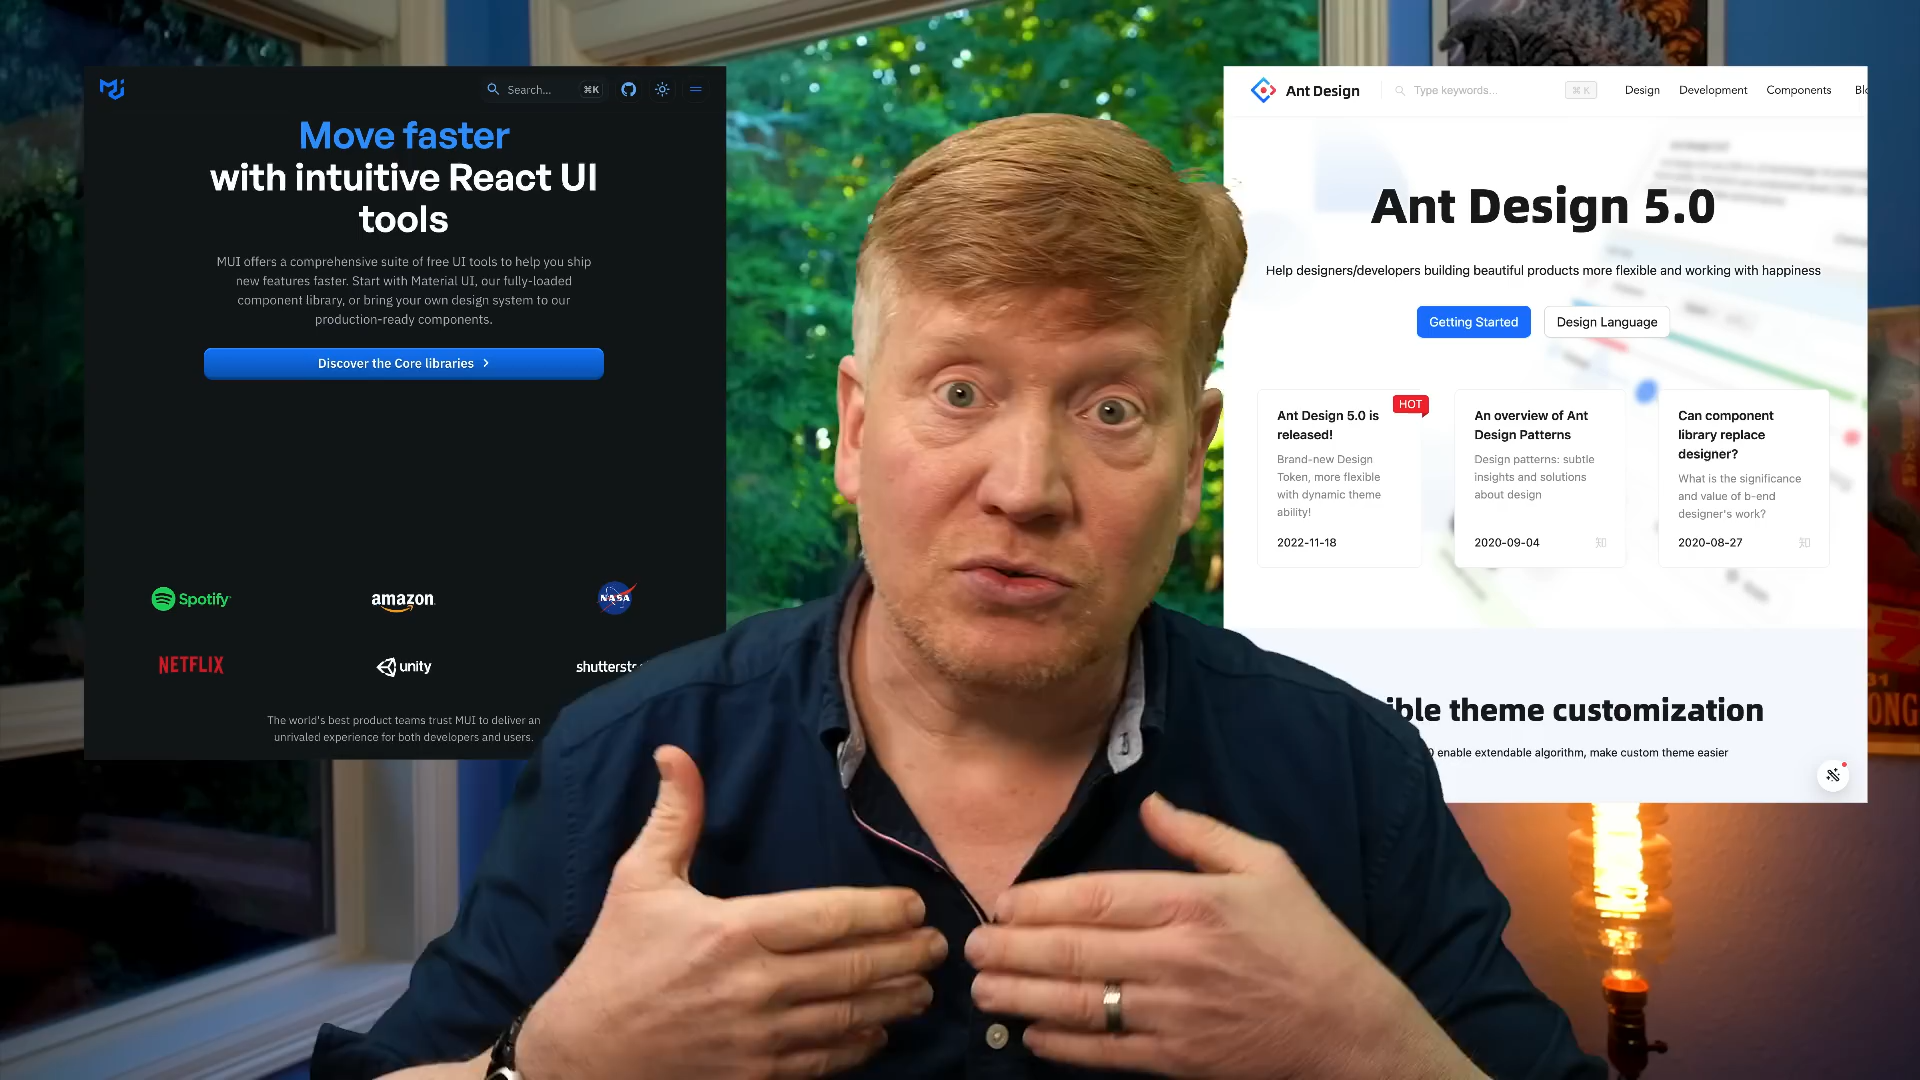 Search...
⌘K
Move faster
with intuitive React UI
tools
MUI offers a comprehensive suite of free UI tools to help you ship
new features faster. Start with Material UI, our fully-loaded
component library, or bring your own design system to our
production-ready components.
Discover the Core libraries
Spotify
amazon
NASA
NETFLIX
unity
shutterst
The world's best product teams trust MUI to deliver an
unrivaled experience for both developers and users.
Ant Design
Type keywords...
⌘ K
Design
Development
Components
Blo
Ant Design 5.0
Help designers/developers building beautiful products more flexible and working with happiness
Getting Started
Design Language
HOT
Ant Design 5.0 is
released!
Brand-new Design
Token, more flexible
with dynamic theme
ability!
2022-11-18
An overview of Ant
Design Patterns
Design patterns: subtle
insights and solutions
about design
2020-09-04
知
Can component
library replace
designer?
What is the significance
and value of b-end
designer's work?
2020-08-27
知
ible theme customization
0 enable extendable algorithm, make custom theme easier